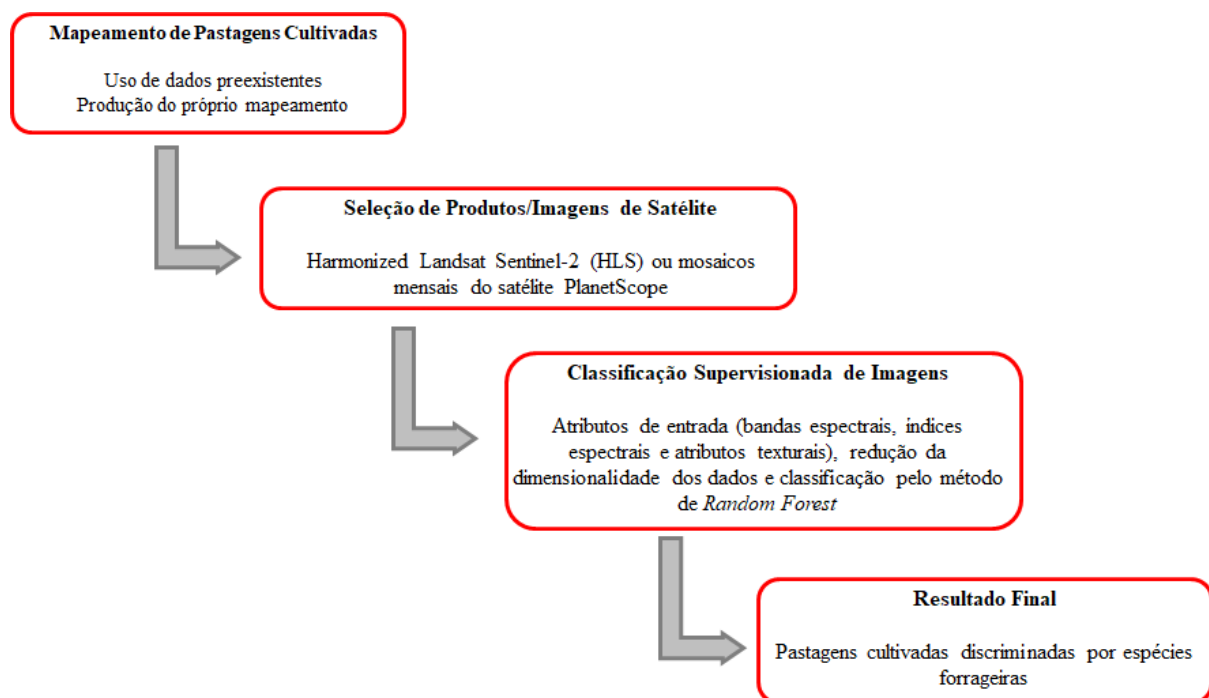 Mapeamento de Pastagens Cultivadas
Uso de dados preexistentes
Produção do próprio mapeamento
Seleção de Produtos/Imagens de Satélite
Harmonized Landsat Sentinel-2 (HLS) ou mosaicos
mensais do satélite PlanetScope
Classificação Supervisionada de Imagens
Atributos de entrada (bandas espectrais, índices
espectrais e atributos texturais), redução da
dimensionalidade dos dados e classificação pelo método
de Random Forest
Resultado Final
Pastagens cultivadas discriminadas por espécies
forrageiras